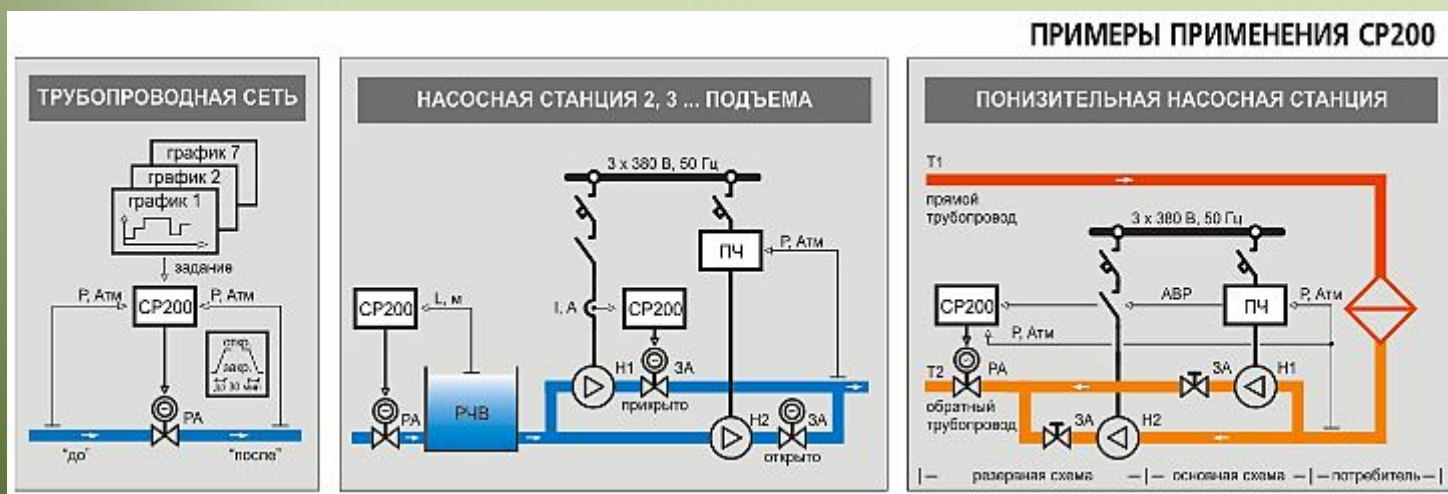 ПРИМЕРЫ ПРИМЕНЕНИЯ СР200
ТРУБОПРОВОДНАЯ СЕТЬ
график 7
график 2
график 1
задание
Р, Атм
Р, Атм
СР200
откр.
закр.
РА
"до"
"после"
НАСОСНАЯ СТАНЦИЯ 2, 3 ... ПОДЪЕМА
3 x 380 В, 50 Гц
ПЧ
Р, Атм
СР200
L, м
I, А
СР200
Н1
ЗА
прикрыто
РА
РЧВ
Н2
ЗА
открыто
ПОНИЗИТЕЛЬНАЯ НАСОСНАЯ СТАНЦИЯ
Т1
прямой
трубопровод
3 x 380 В, 50 Гц
СР200
АВР
ПЧ
Р, Атм
Р, Атм
Т2
РА
ЗА
Н1
обратный
трубопровод
ЗА
Н2
|— резервная схема —|— основная схема —|— потребитель —|